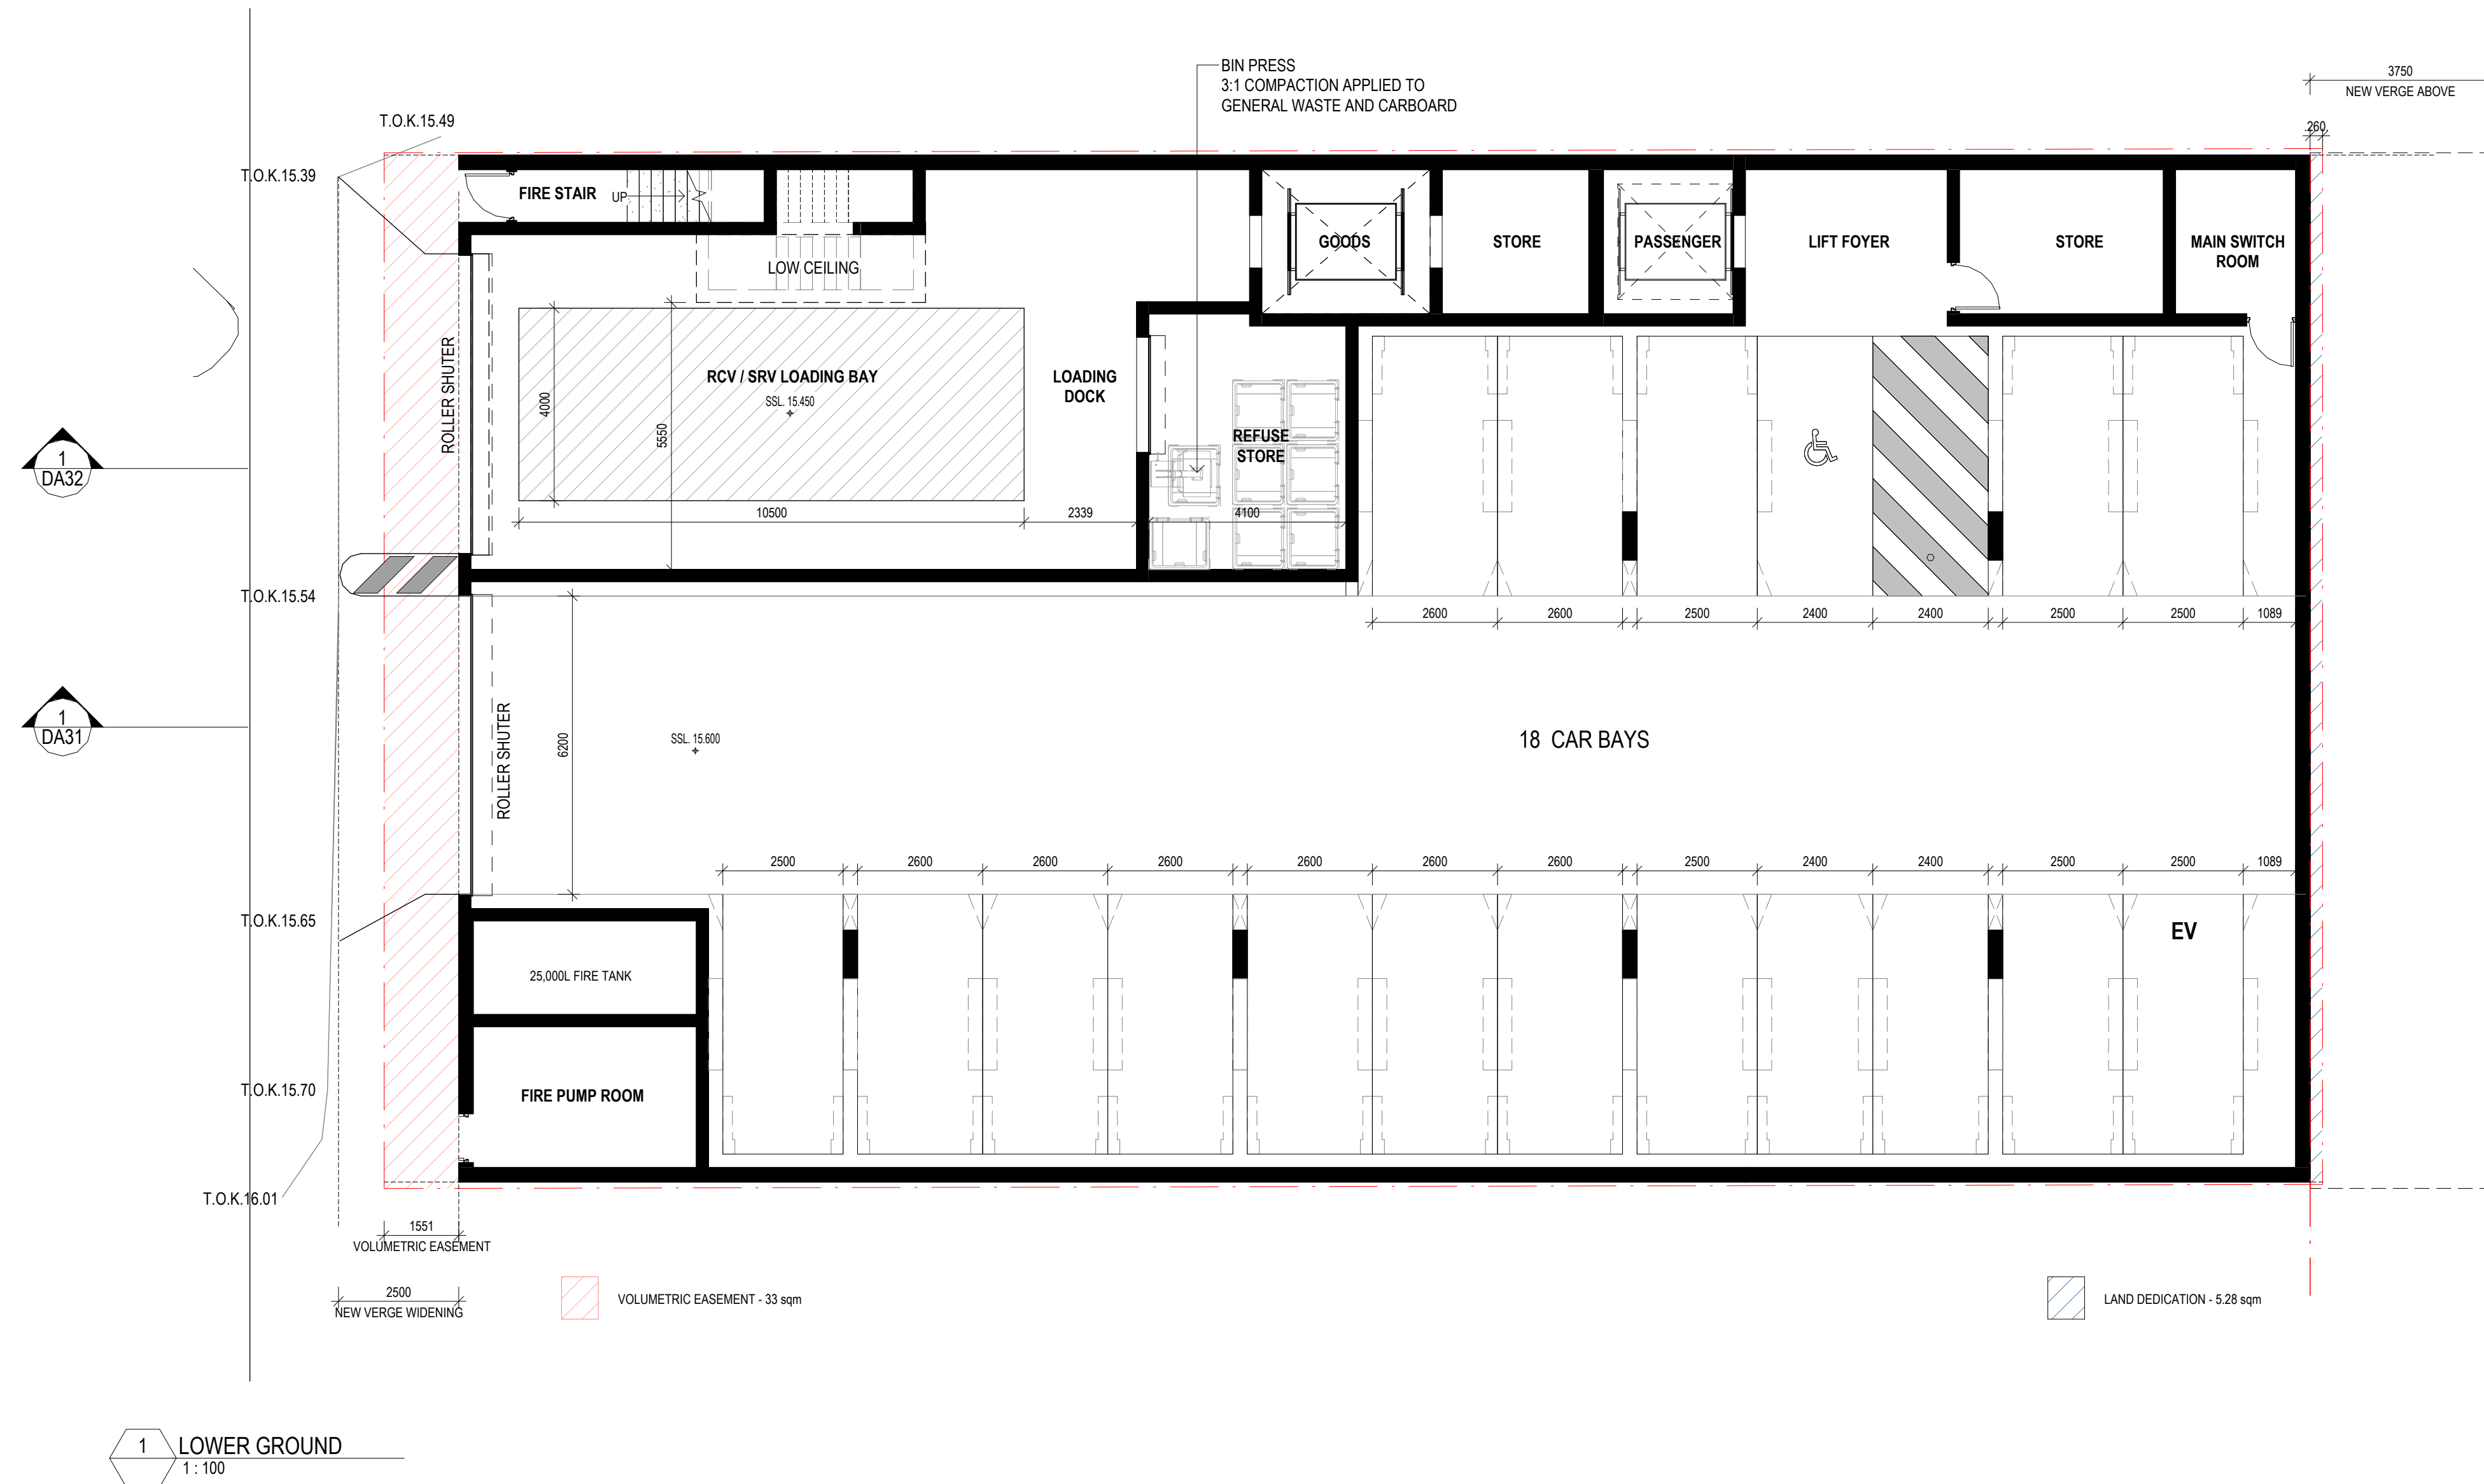 BIN PRESS
3:1 COMPACTION APPLIED TO
GENERAL WASTE AND CARBOARD
3750
NEW VERGE ABOVE
260
T.O.K.15.49
T.O.K.15.39
FIRE STAIR
UP
LOW CEILING
GOODS
STORE
PASSENGER
LIFT FOYER
STORE
MAIN SWITCH
ROOM
ROLLER SHUTER
RCV / SRV LOADING BAY
SSL. 15.450
4000
5550
LOADING
DOCK
REFUSE
STORE
10500
2339
4100
1
DA32
T.O.K.15.54
2600
2600
2500
2400
2400
2500
2500
1089
1
DA31
ROLLER SHUTER
6200
SSL. 15.600
18 CAR BAYS
2500
2600
2600
2600
2600
2600
2600
2500
2400
2400
2500
2500
1089
T.O.K.15.65
EV
25,000L FIRE TANK
T.O.K.15.70
FIRE PUMP ROOM
T.O.K.16.01
1551
VOLUMETRIC EASEMENT
2500
NEW VERGE WIDENING
VOLUMETRIC EASEMENT - 33 sqm
LAND DEDICATION - 5.28 sqm
1
LOWER GROUND
1 : 100